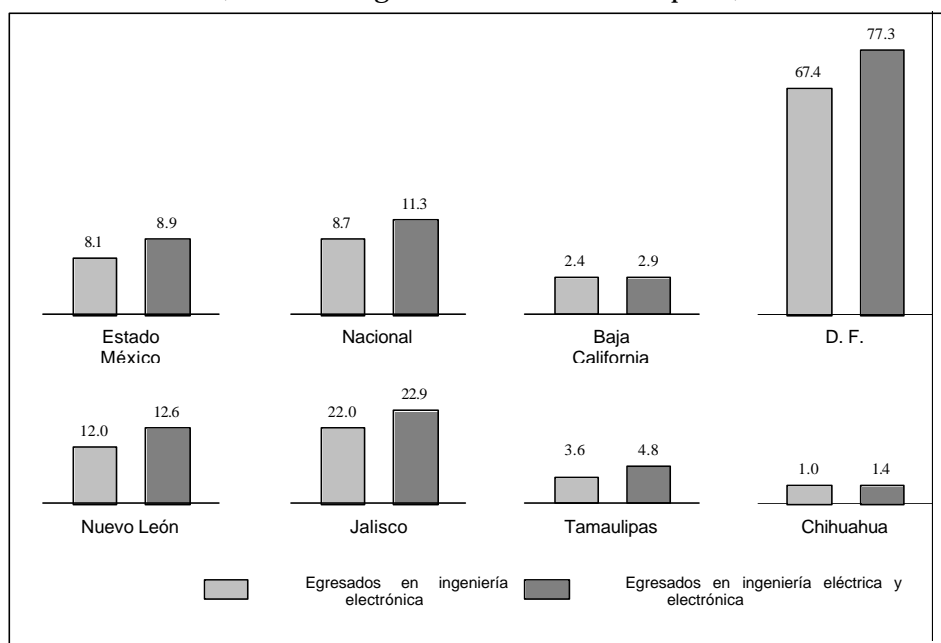 77.3
67.4
8.1 8.9 8.7 11.3 2.4 2.9
Estado México Nacional Baja California D. F.
12.0 12.6 22.0 22.9 3.6 4.8 1.0 1.4
Nuevo León Jalisco Tamaulipas Chihuahua
Egresados en ingeniería
electrónica
Egresados en ingeniería eléctrica y
electrónica